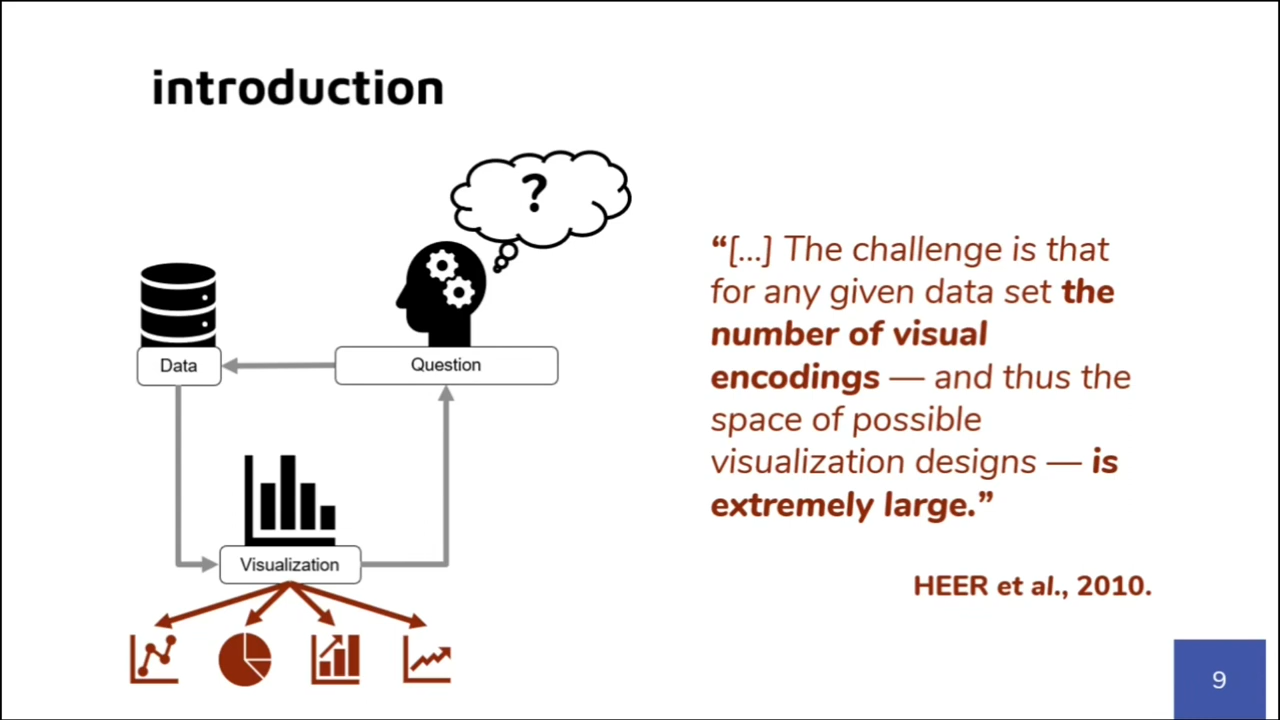 introduction
?
Data
Question
Visualization
“[...] The challenge is that
for any given data set the
number of visual
encodings — and thus the
space of possible
visualization designs — is
extremely large.”
HEER et al., 2010.
9